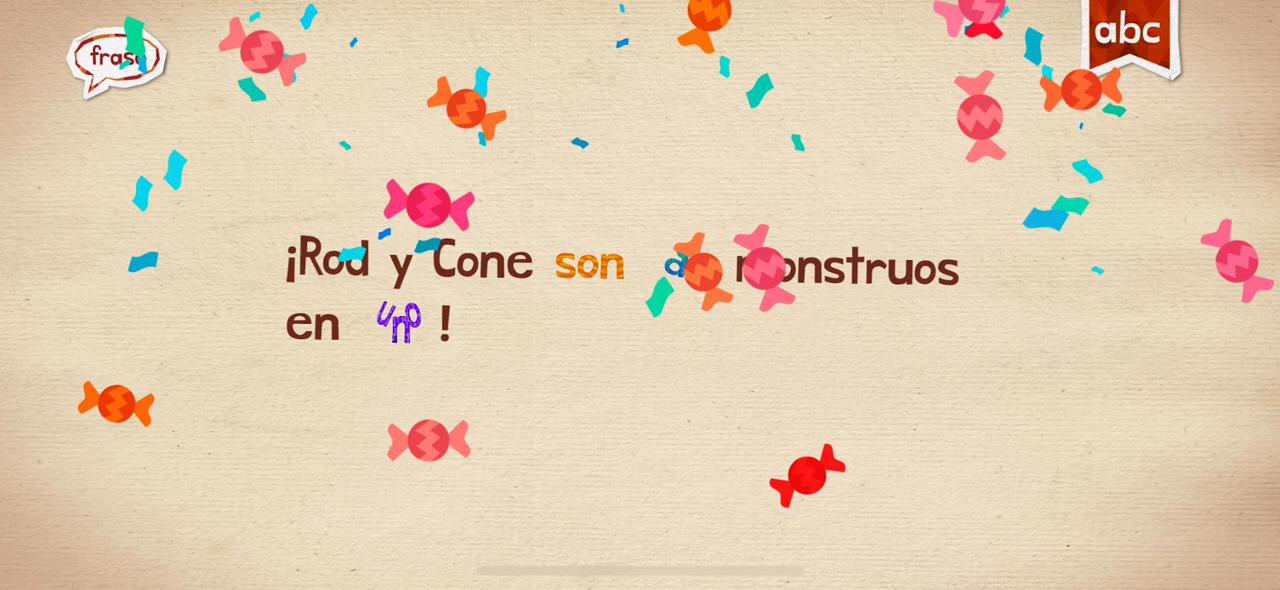 frase
abc
¡Rod y Cone son monstruos
en uno !